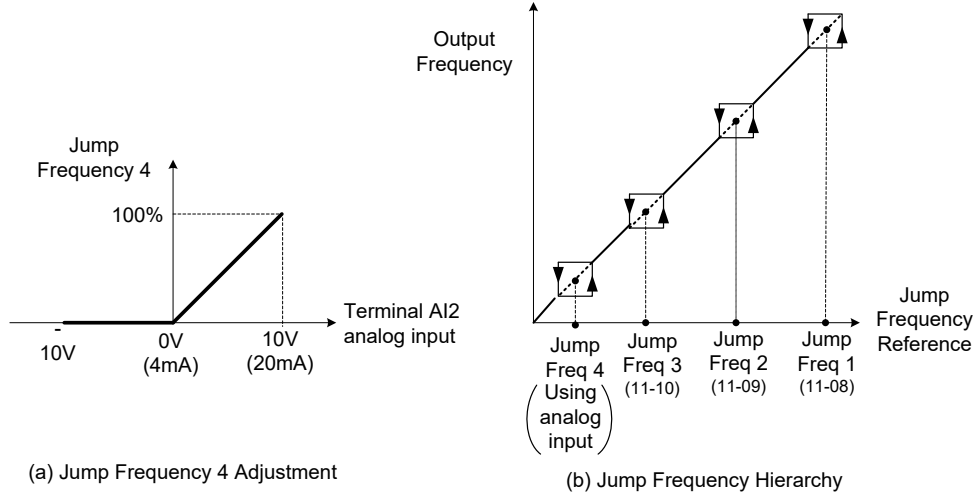 Jump
Frequency 4
100%
-
10V
0V
(4mA)
10V
(20mA)
Terminal AI2
analog input
(a) Jump Frequency 4 Adjustment
Output
Frequency
Jump
Frequency
Reference
Jump
Freq 4
(Using
analog
input)
Jump
Freq 3
(11-10)
Jump
Freq 2
(11-09)
Jump
Freq 1
(11-08)
(b) Jump Frequency Hierarchy